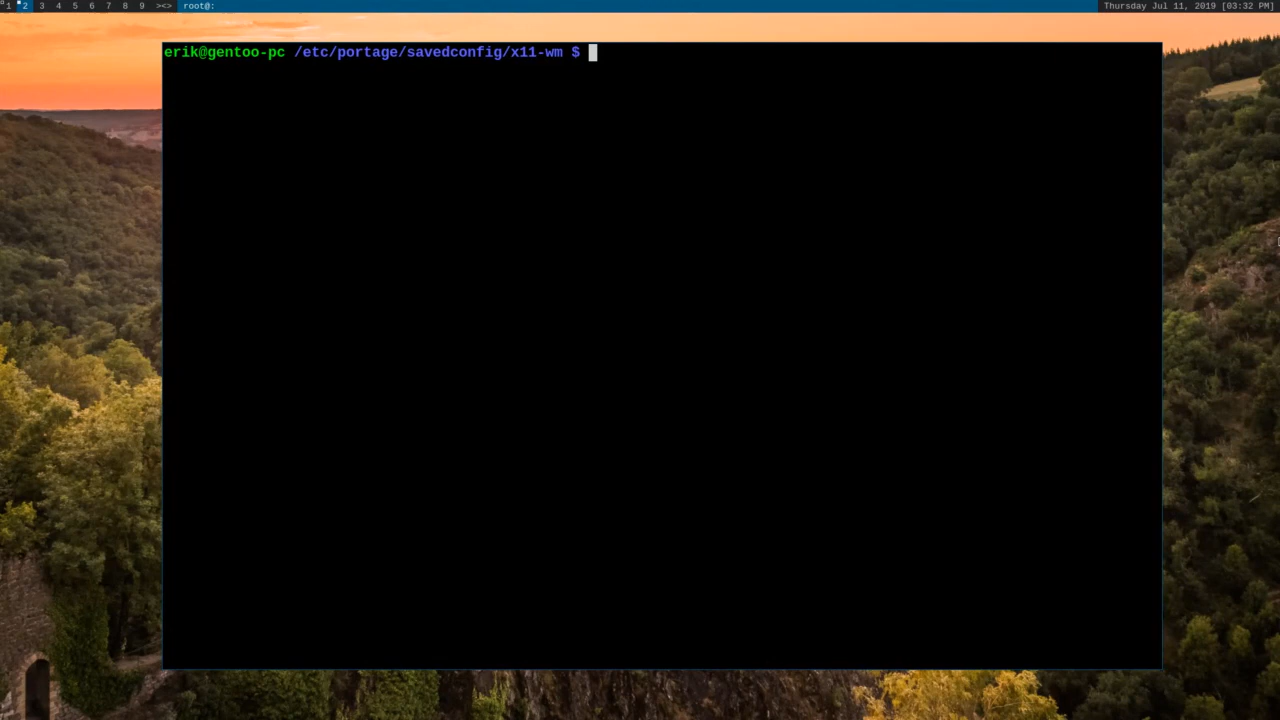 1 2 3 4 5 6 7 8 9 ><> root@: Thursday Jul 11, 2019 [03:32 PM]
erik@gentoo-pc /etc/portage/savedconfig/x11-wm $